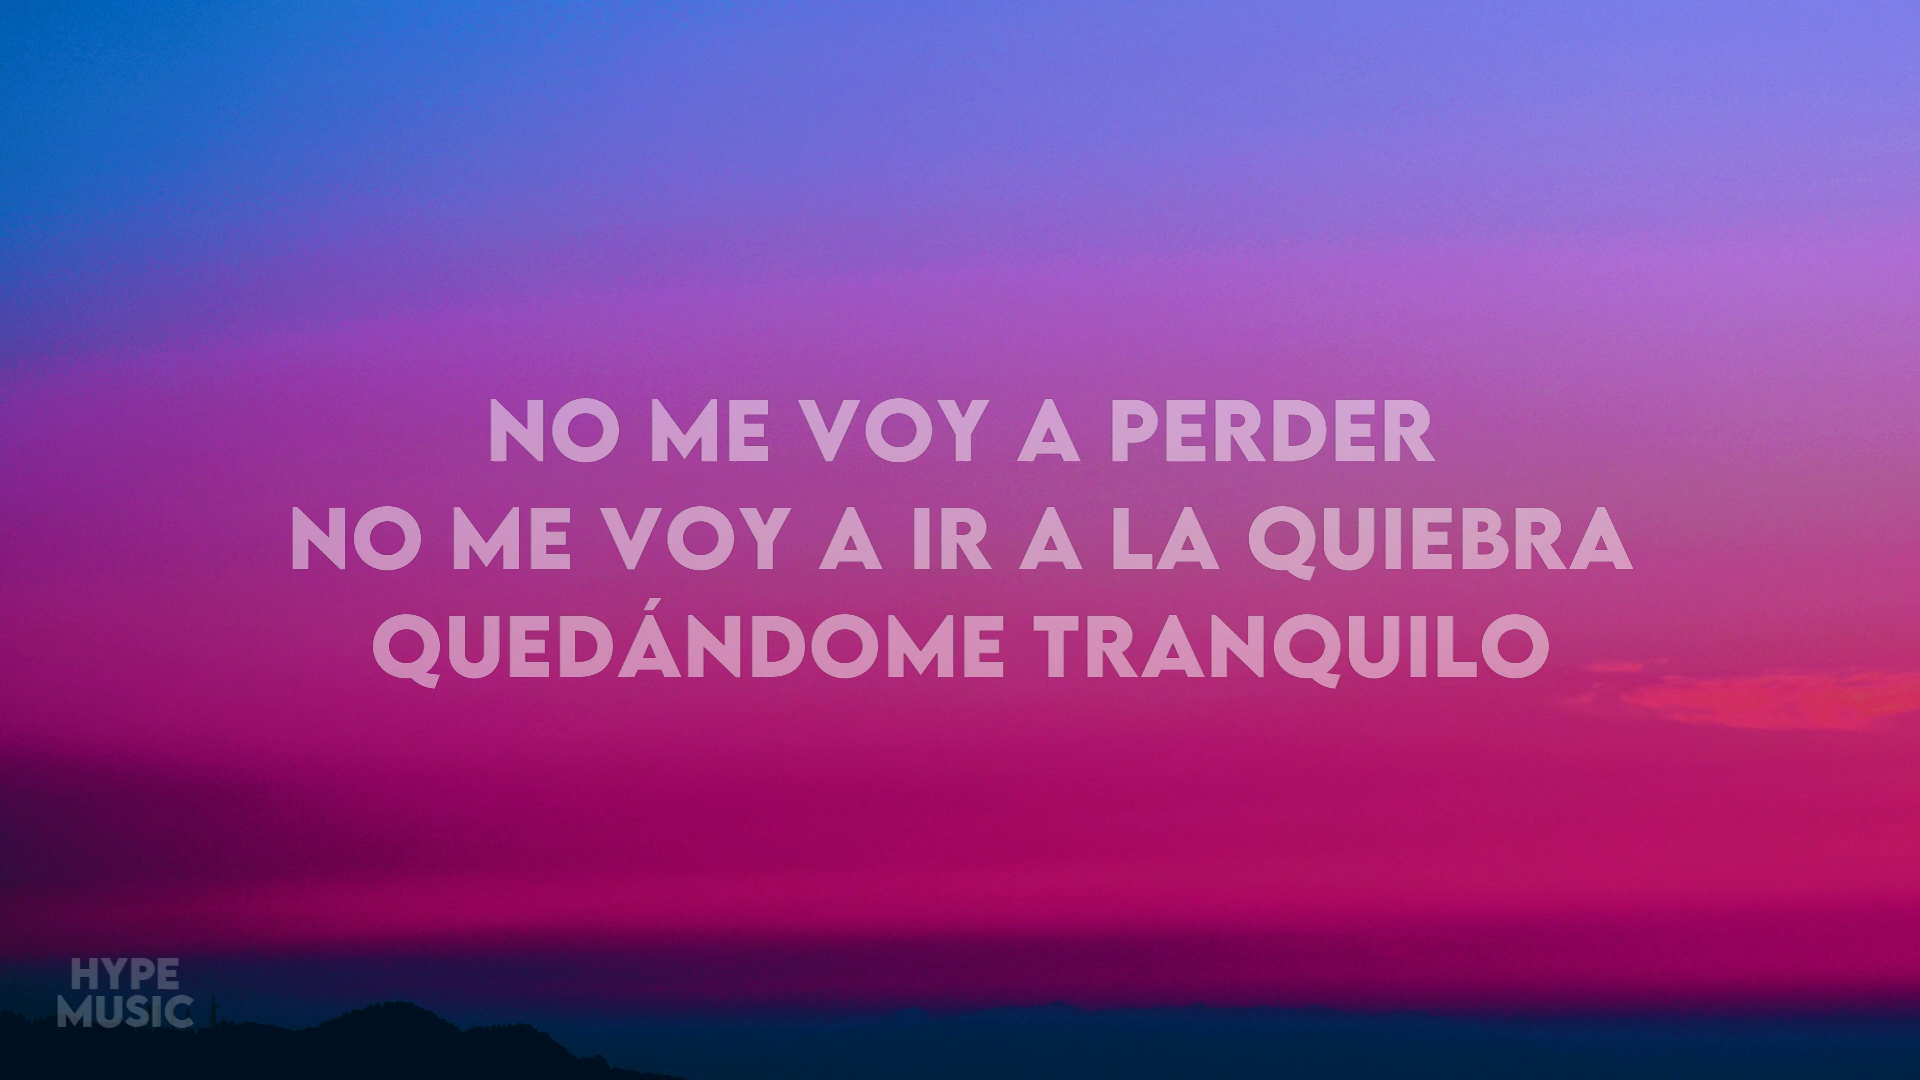 NO ME VOY A PERDER
NO ME VOY A IR A LA QUIEBRA
QUEDÁNDOME TRANQUILO
HYPE
MUSIC